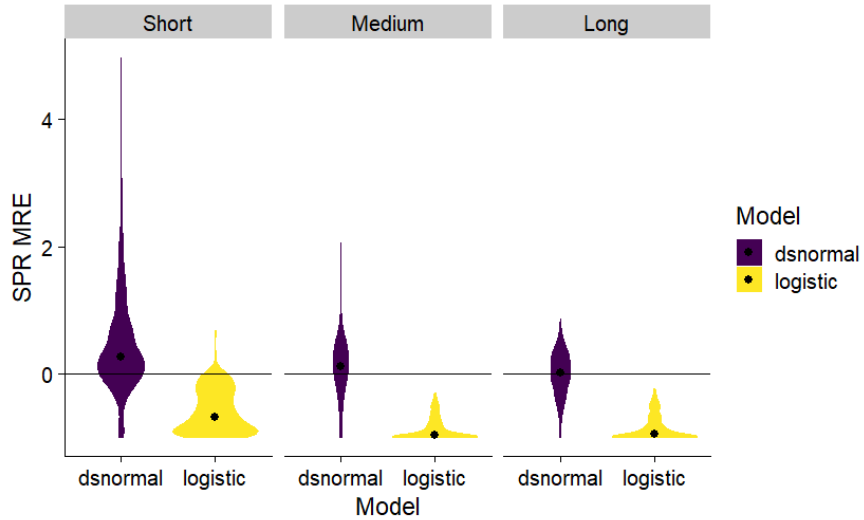 Short
Medium
Long
SPR MRE
4
2
0
dsnormal
logistic
dsnormal
logistic
dsnormal
logistic
Model
Model
dsnormal
logistic